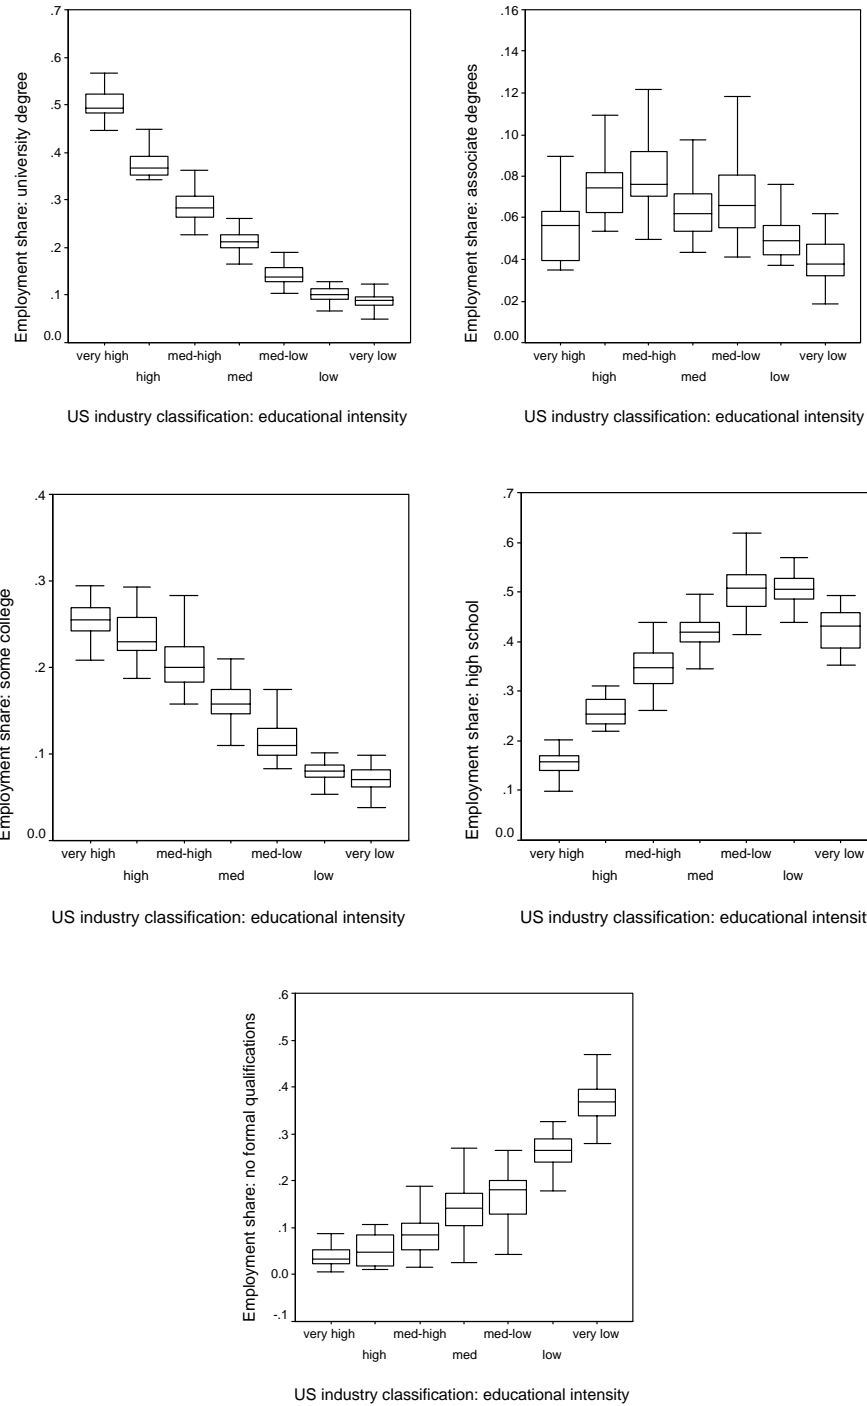 Employment share: university degree
.7
.6
.5
.4
.3
.2
.1
0.0
very high
high
med-high
med
med-low
low
very low
US industry classification: educational intensity
Employment share: associate degrees
.16
.14
.12
.10
.08
.06
.04
.02
0.00
very high
high
med-high
med
med-low
low
very low
US industry classification: educational intensity
Employment share: some college
.4
.3
.2
.1
0.0
very high
high
med-high
med
med-low
low
very low
US industry classification: educational intensity
Employment share: high school
.7
.6
.5
.4
.3
.2
.1
0.0
very high
high
med-high
med
med-low
low
very low
US industry classification: educational intensit
Employment share: no formal qualifications
.6
.5
.4
.3
.2
.1
0.0
-.1
very high
high
med-high
med
med-low
low
very low
US industry classification: educational intensity